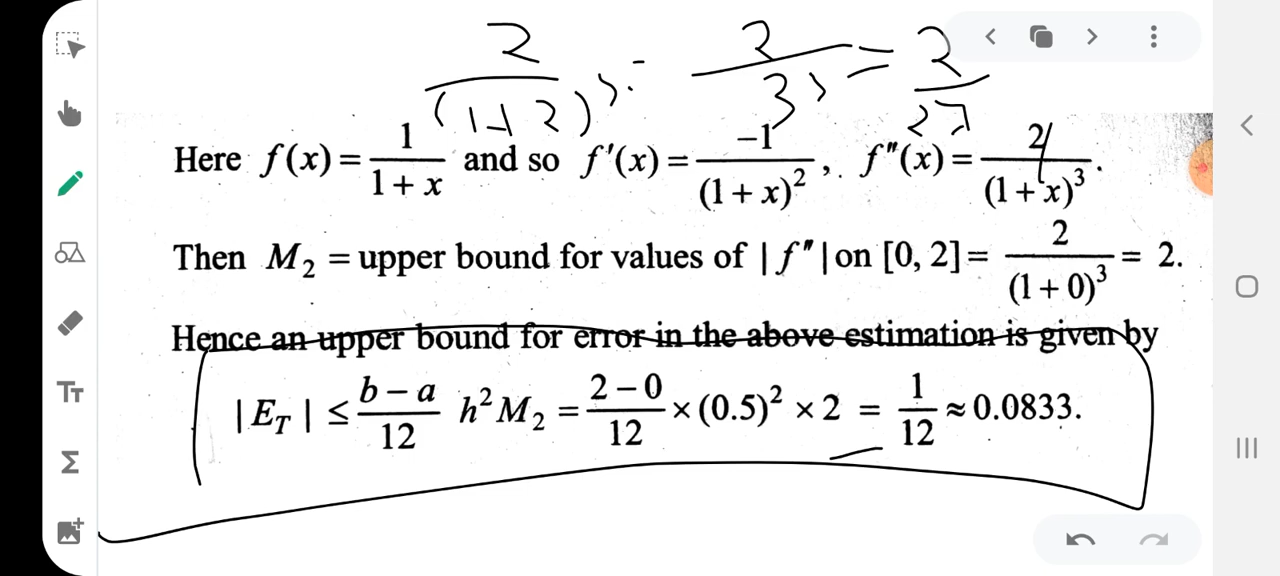 2/(1+2)³ = 2/3³ = 2/27
Here f(x) = 1/(1 + x) and so f'(x) = -1/(1 + x)², f"(x) = 2/(1 + x)³.
Then M₂ = upper bound for values of | f" | on [0, 2] = 2/(1 + 0)³ = 2.
Hence an upper bound for error in the above estimation is given by
| E_T | ≤ (b − a)/12 h² M₂ = (2 − 0)/12 × (0.5)² × 2 = 1/12 ≈ 0.0833.
TT
Σ